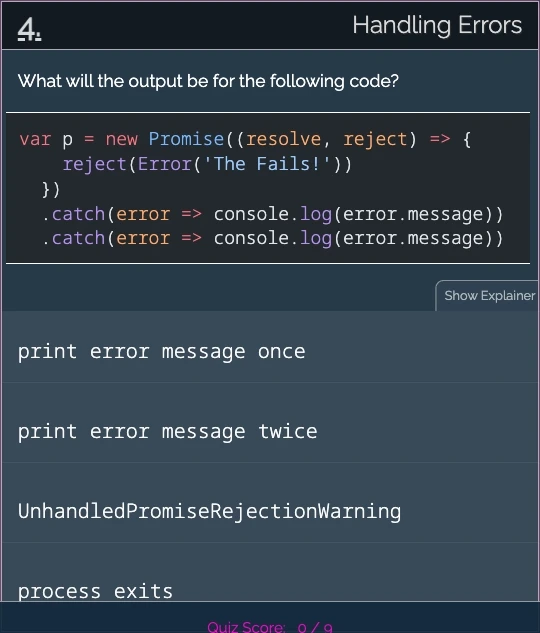 4.
Handling Errors
What will the output be for the following code?
var p = new Promise((resolve, reject) => {
    reject(Error('The Fails!'))
  })
  .catch(error => console.log(error.message))
  .catch(error => console.log(error.message))
Show Explainer
print error message once
print error message twice
UnhandledPromiseRejectionWarning
process exits
Quiz Score: 0 / 9